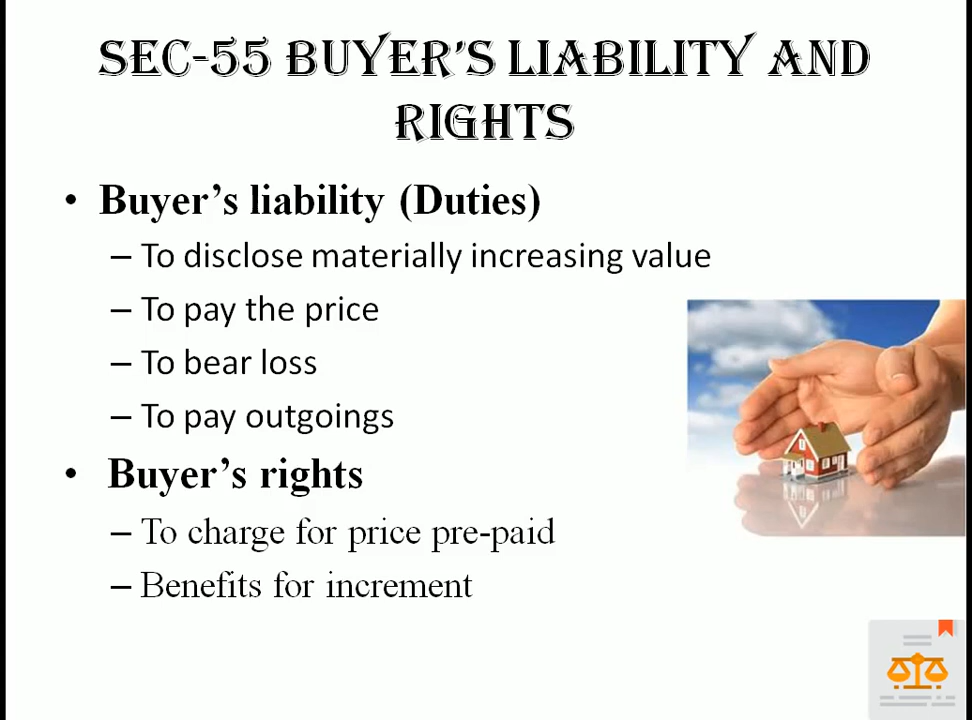 SEC-55 BUYER'S LIABILITY AND
RIGHTS
• Buyer's liability (Duties)
– To disclose materially increasing value
– To pay the price
– To bear loss
– To pay outgoings
• Buyer's rights
– To charge for price pre-paid
– Benefits for increment